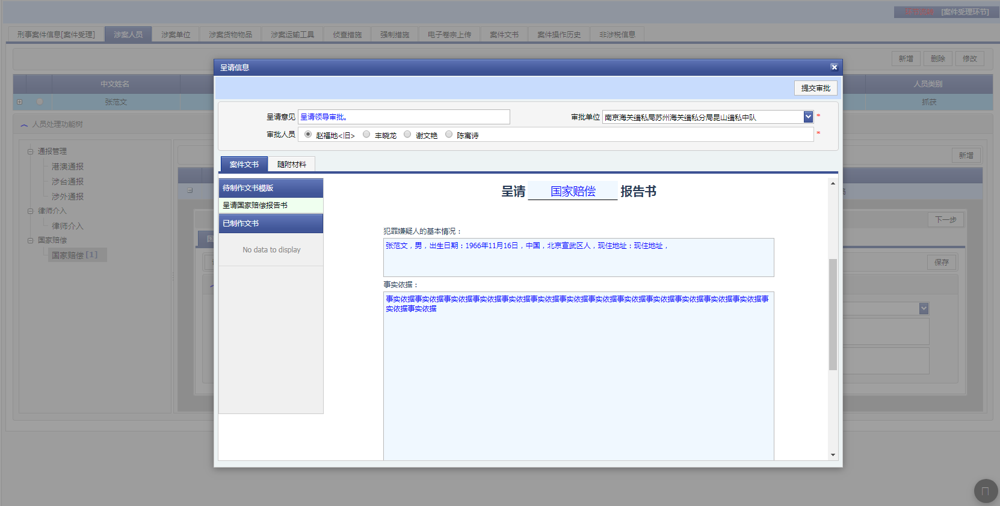 [案件受理环节]
刑事案件信息[案件受理] 涉案人员 涉案单位 涉案货物物品 涉案运输工具 侦查措施 强制措施 电子卷宗上传 案件文书 案件操作历史 非涉税信息
新增 删除 修改
中文姓名 人员类别
张范文 抓获
人员处理功能树
通报管理
港澳通报
涉台通报
涉外通报
律师介入
律师介入
国家赔偿
国家赔偿[1]
新增
下一步
保存
呈请信息
提交审批
呈请意见 呈请领导审批。 审批单位 南京海关缉私局苏州海关缉私分局昆山缉私中队 *
审批人员 赵福地<旧> 丰晓龙 谢文艳 陈寓诗 *
案件文书 随附材料
待制作文书模版
呈请国家赔偿报告书
已制作文书
No data to display
呈请 国家赔偿 报告书
犯罪嫌疑人的基本情况：
张范文，男，出生日期：1966年11月16日，中国，北京宣武区人，现住地址：现住地址，
事实依据：
事实依据事实依据事实依据事实依据事实依据事实依据事实依据事实依据事实依据事实依据事实依据事实依据事实依据事
实依据事实依据